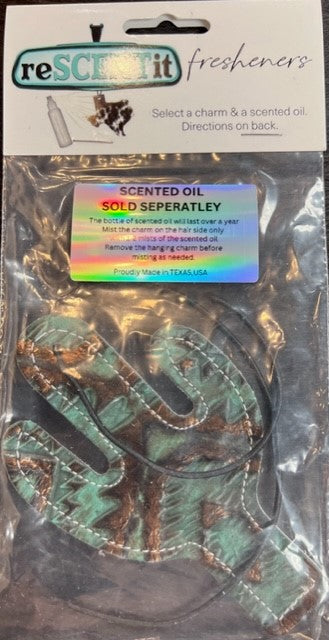 reSCENTit fresheners
Select a charm & a scented oil.
Directions on back.
SCENTED OIL
SOLD SEPERATLEY
The bottle of scented oil will last over a year
Mist the charm on the hair side only
mists of the scented oil
Remove the hanging charm before
misting as needed.
Proudly Made in TEXAS,USA